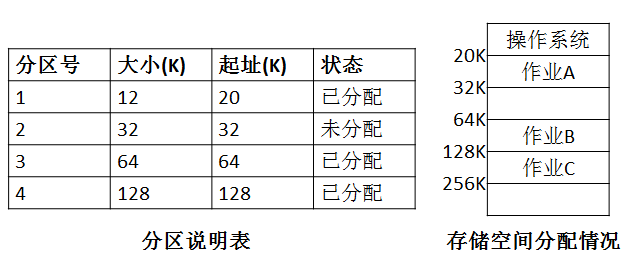 分区号 大小(K) 起址(K) 状态
1 12 20 已分配
2 32 32 未分配
3 64 64 已分配
4 128 128 已分配
分区说明表
操作系统
20K
作业A
32K
64K
作业B
128K
作业C
256K
存储空间分配情况